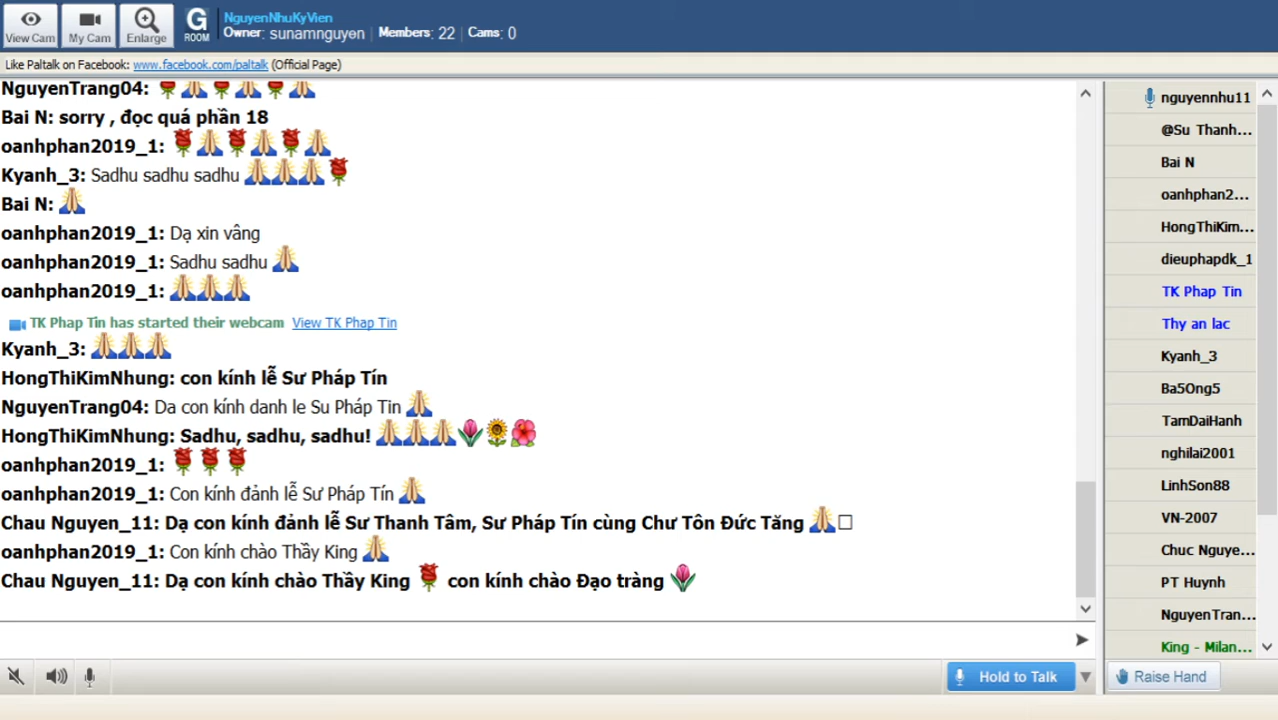 View Cam
My Cam
Enlarge
G
ROOM
NguyenNhuKyVien
Owner: sunamnguyen | Members: 22 | Cams: 0
Like Paltalk on Facebook: www.facebook.com/paltalk (Official Page)
NguyenTrang04: 🌹🙏🌹🙏🌹🙏
Bai N: sorry , đọc quá phần 18
oanhphan2019_1: 🌹🙏🌹🙏🌹🙏
Kyanh_3: Sadhu sadhu sadhu 🙏🙏🙏🌹
Bai N: 🙏
oanhphan2019_1: Dạ xin vâng
oanhphan2019_1: Sadhu sadhu 🙏
oanhphan2019_1: 🙏🙏🙏
TK Phap Tin has started their webcam View TK Phap Tin
Kyanh_3: 🙏🙏🙏
HongThiKimNhung: con kính lễ Sư Pháp Tín
NguyenTrang04: Da con kính danh le Su Pháp Tin 🙏
HongThiKimNhung: Sadhu, sadhu, sadhu! 🙏🙏🙏🌷🌻🌺
oanhphan2019_1: 🌹🌹🌹
oanhphan2019_1: Con kính đảnh lễ Sư Pháp Tín 🙏
Chau Nguyen_11: Dạ con kính đảnh lễ Sư Thanh Tâm, Sư Pháp Tín cùng Chư Tôn Đức Tăng 🙏□
oanhphan2019_1: Con kính chào Thầy King 🙏
Chau Nguyen_11: Dạ con kính chào Thầy King 🌹 con kính chào Đạo tràng 🌷
nguyennhu11
@Su Thanh...
Bai N
oanhphan2...
HongThiKim...
dieuphapdk_1
TK Phap Tin
Thy an lac
Kyanh_3
Ba5Ong5
TamDaiHanh
nghilai2001
LinhSon88
VN-2007
Chuc Nguye...
PT Huynh
NguyenTran...
King - Milan...
Hold to Talk
Raise Hand